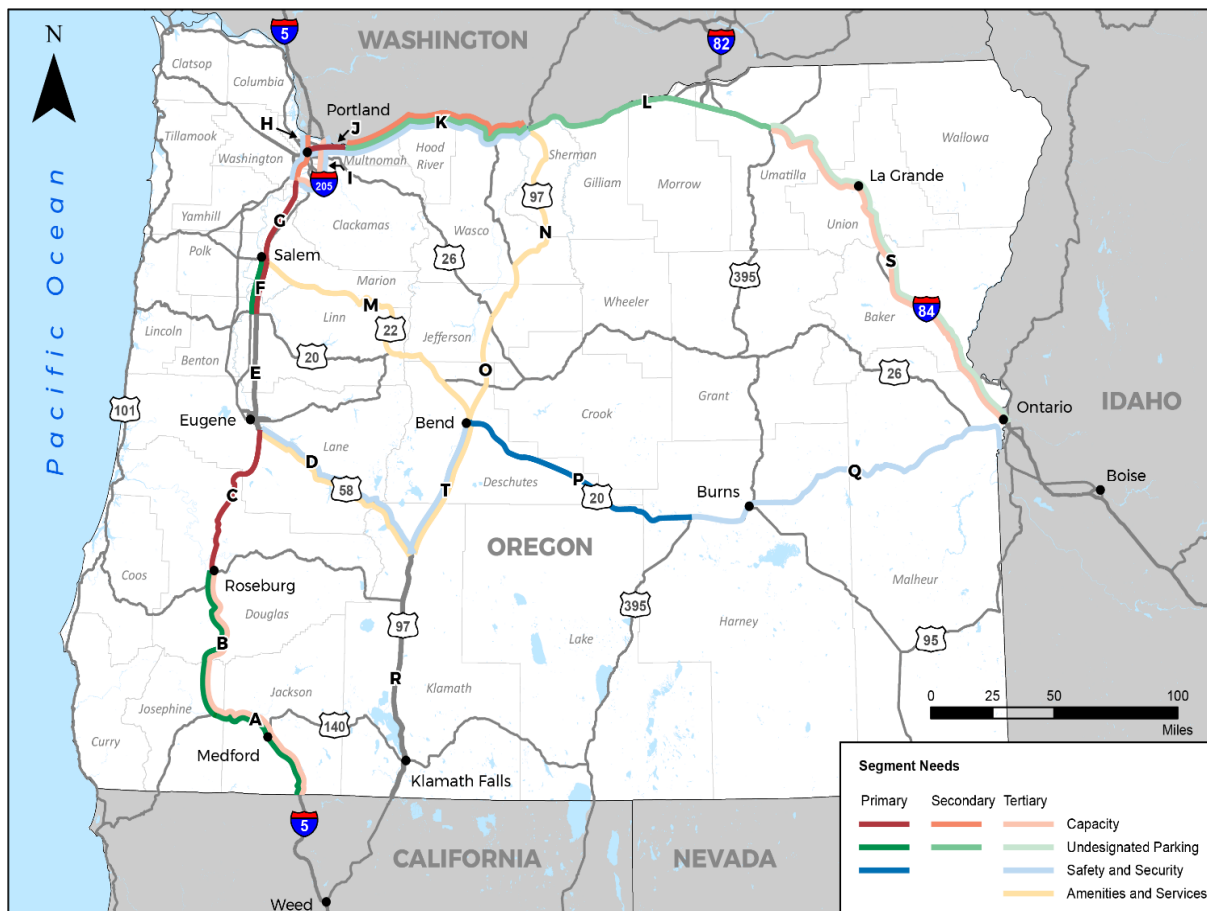 N
5
WASHINGTON
82
Clatsop
Columbia
Portland
H
J
K
L
Tillamook
Washington
Multnomah
Hood
River
Wallowa
I
205
Sherman
Gilliam
Morrow
Umatilla
La Grande
Yamhill
G
Clackamas
Wasco
97
Union
Polk
Salem
26
N
S
F
Marion
395
M
Wheeler
84
Lincoln
Linn
22
Jefferson
Baker
Benton
20
E
O
26
101
Grant
Ontario
IDAHO
Eugene
Bend
Crook
Lane
D
Q
P
58
T
Deschutes
20
Burns
Boise
C
OREGON
Coos
Roseburg
Malheur
Douglas
395
97
Harney
95
B
Lake
R
Klamath
Josephine
Jackson
A
140
Curry
Medford
Klamath Falls
5
CALIFORNIA
NEVADA
Weed
Pacific Ocean
0 25 50 100
Miles
Segment Needs
Primary Secondary Tertiary
Capacity
Undesignated Parking
Safety and Security
Amenities and Services